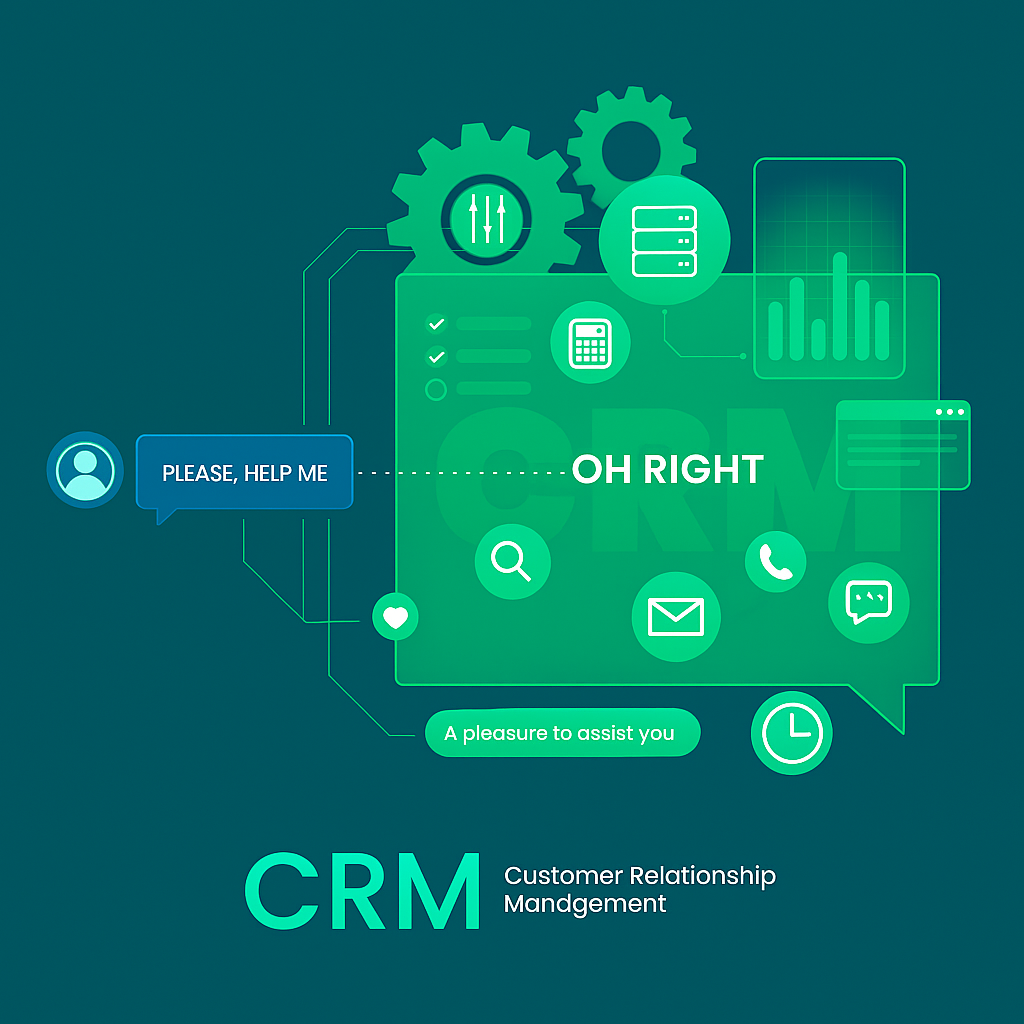 CRM
PLEASE, HELP ME
OH RIGHT
A pleasure to assist you
CRM
Customer Relationship
Mandgement